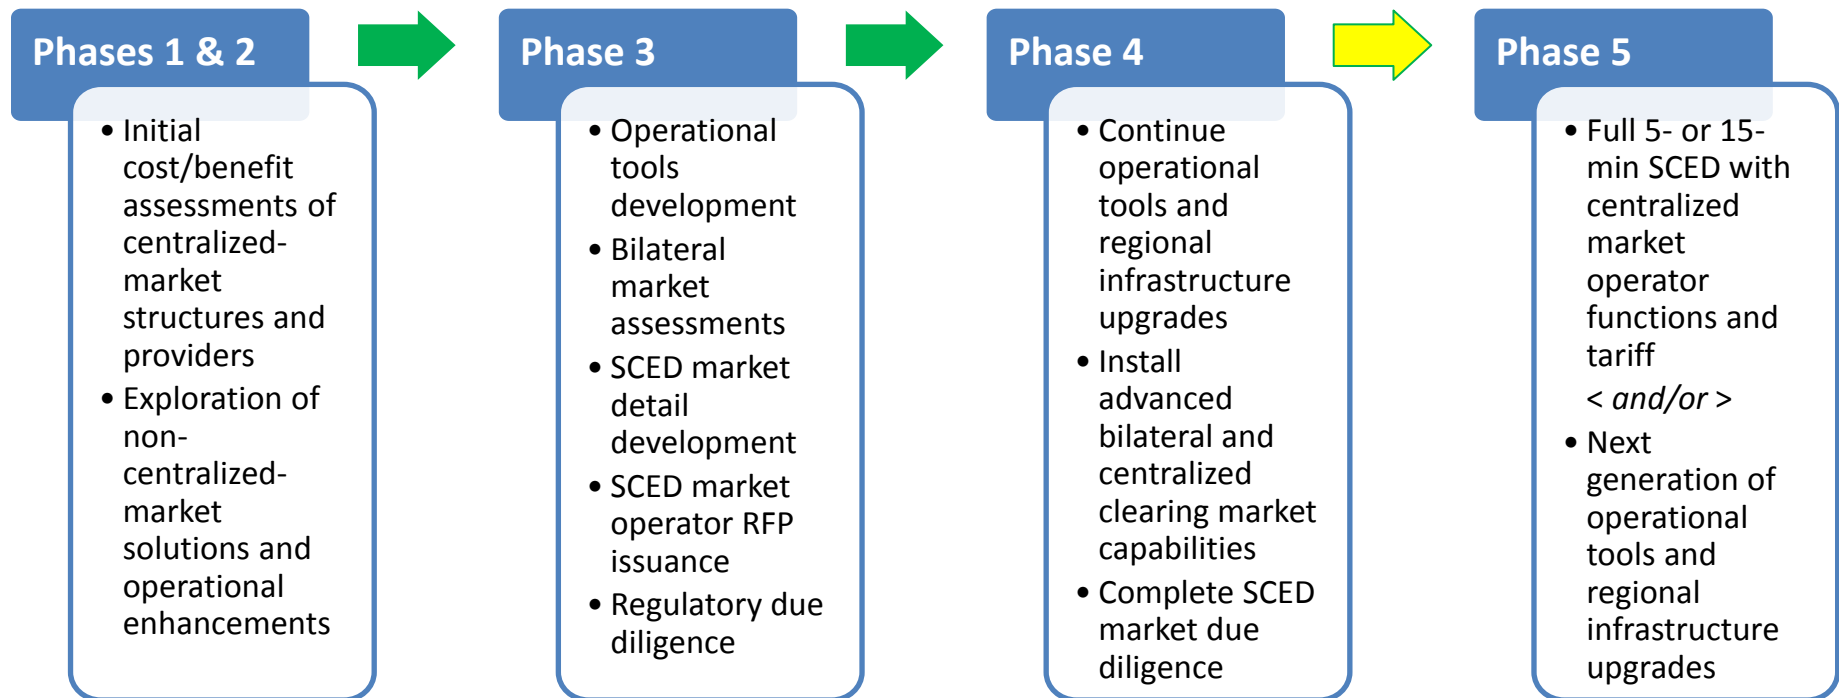 Phases 1 & 2
• Initial
cost/benefit
assessments of
centralized-
market
structures and
providers
• Exploration of
non-
centralized-
market
solutions and
operational
enhancements
Phase 3
• Operational
tools
development
• Bilateral
market
assessments
• SCED market
detail
development
• SCED market
operator RFP
issuance
• Regulatory due
diligence
Phase 4
• Continue
operational
tools and
regional
infrastructure
upgrades
• Install
advanced
bilateral and
centralized
clearing market
capabilities
• Complete SCED
market due
diligence
Phase 5
• Full 5- or 15-
min SCED with
centralized
market
operator
functions and
tariff
< and/or >
• Next
generation of
operational
tools and
regional
infrastructure
upgrades